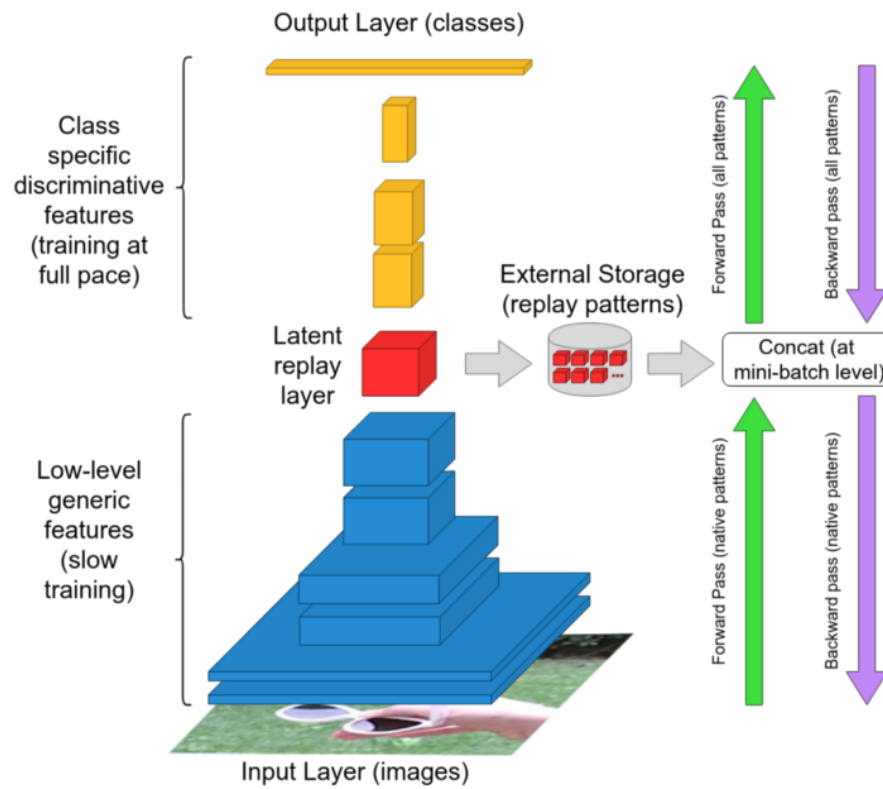 Output Layer (classes)
Class
specific
discriminative
features
(training at
full pace)
Forward Pass (all patterns)
Backward pass (all patterns)
External Storage
(replay patterns)
Latent
replay
layer
Concat (at
mini-batch level)
Low-level
generic
features
(slow
training)
Forward Pass (native patterns)
Backward pass (native patterns)
Input Layer (images)